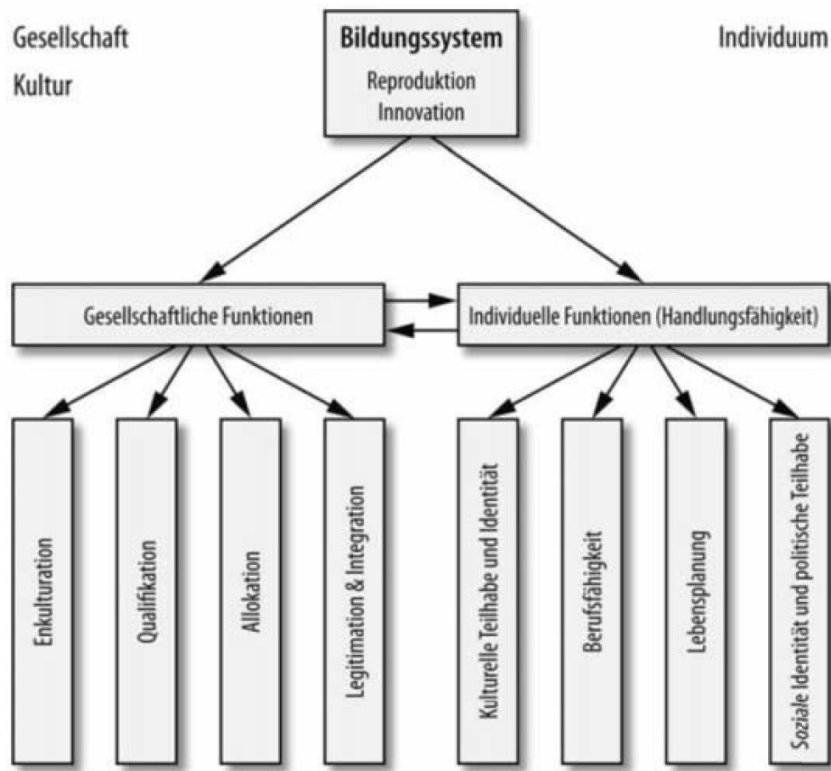 Gesellschaft
Kultur
Bildungssystem
Reproduktion
Innovation
Individuum
Gesellschaftliche Funktionen
Individuelle Funktionen (Handlungsfähigkeit)
Enkulturation
Qualifikation
Allokation
Legitimation & Integration
Kulturelle Teilhabe und Identität
Berufsfähigkeit
Lebensplanung
Soziale Identität und politische Teilhabe